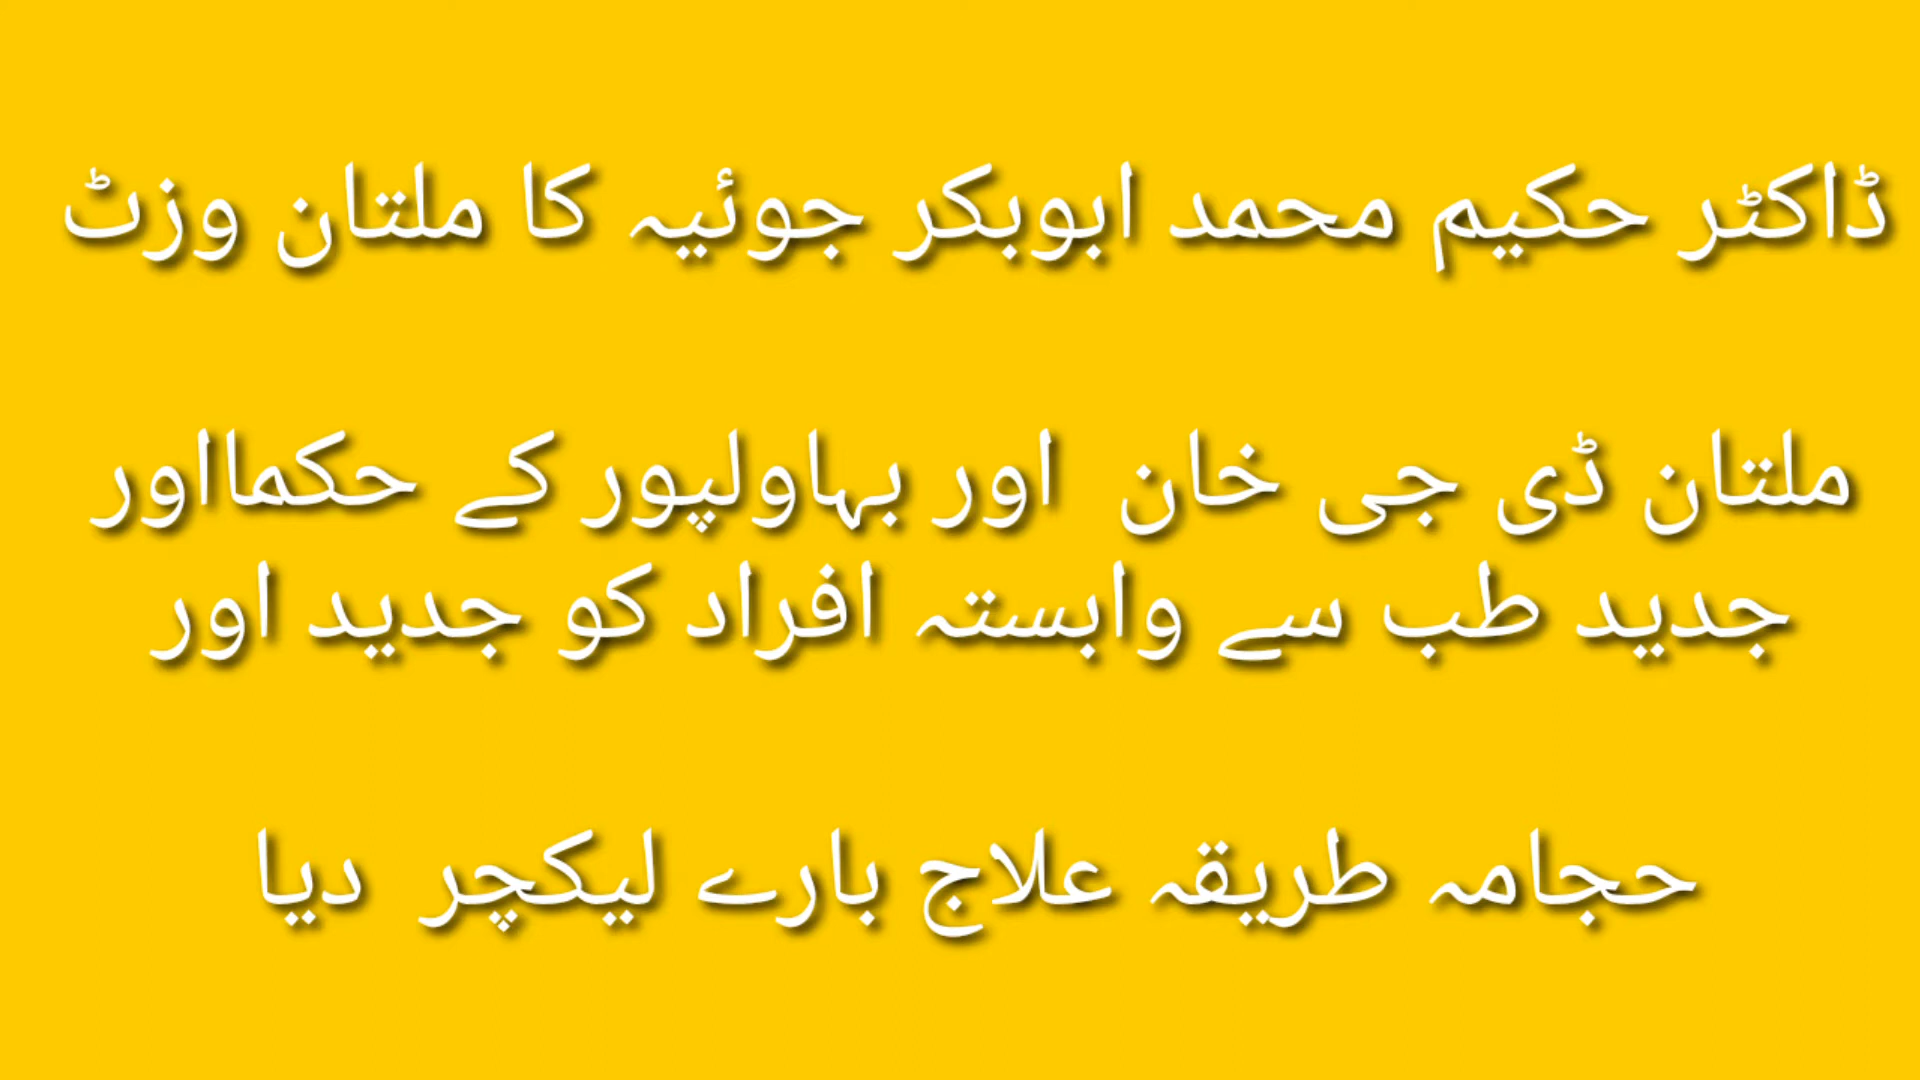 ڈاکٹر حکیم محمد ابوبکر جوئیہ کا ملتان وزٹ
ملتان ڈی جی خان اور بہاولپور کے حکمااور
جدید طب سے وابستہ افراد کو جدید اور
حجامہ طریقہ علاج بارے لیکچر دیا